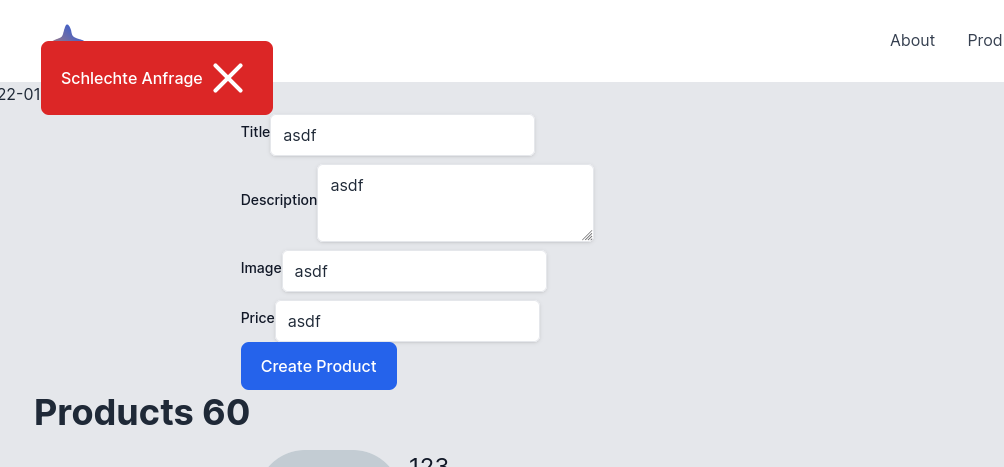 About
Prod
Schlechte Anfrage
22-01
Title
asdf
Description
asdf
Image
asdf
Price
asdf
Create Product
Products 60
123